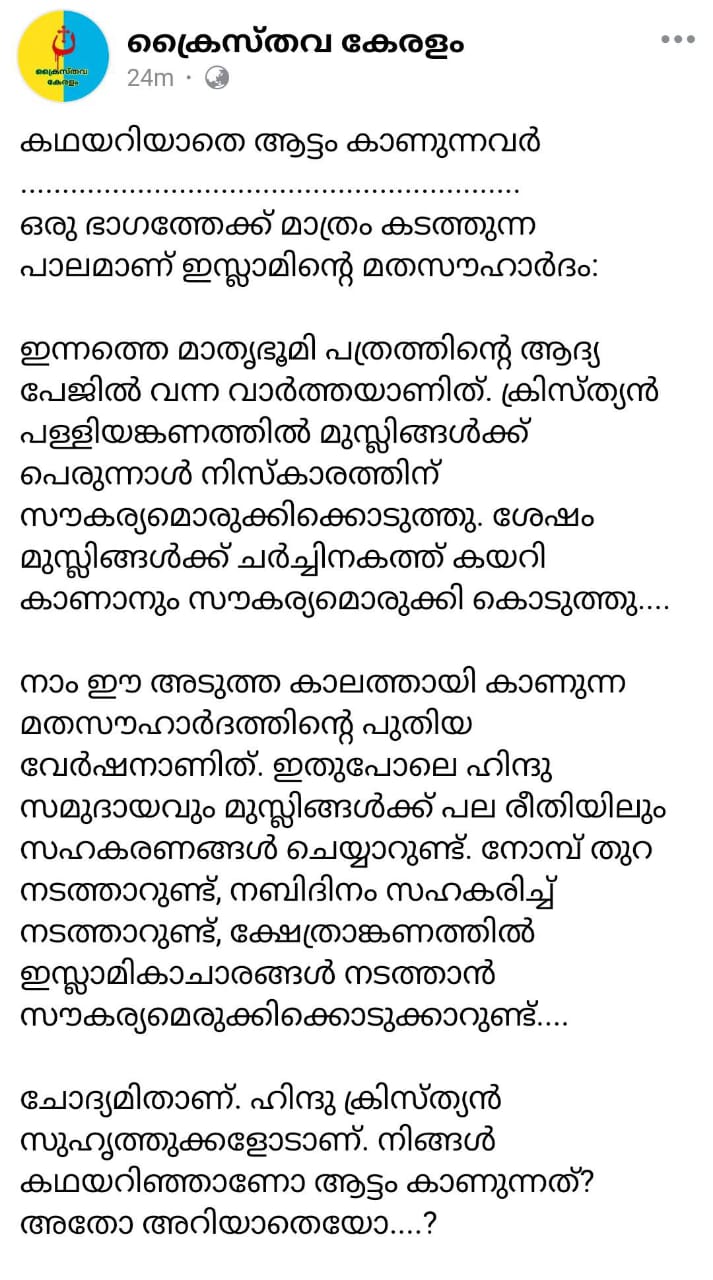 ക്രൈസ്തവ കേരളം
24m
ക്രൈസ്തവ
കേരളം
കഥയറിയാതെ ആട്ടം കാണുന്നവർ
............................................................
ഒരു ഭാഗത്തേക്ക് മാത്രം കടത്തുന്ന
പാലമാണ് ഇസ്ലാമിന്റെ മതസൗഹാർദം:
ഇന്നത്തെ മാതൃഭൂമി പത്രത്തിന്റെ ആദ്യ
പേജിൽ വന്ന വാർത്തയാണിത്. ക്രിസ്ത്യൻ
പള്ളിയങ്കണത്തിൽ മുസ്ലിങ്ങൾക്ക്
പെരുന്നാൾ നിസ്കാരത്തിന്
സൗകര്യമൊരുക്കിക്കൊടുത്തു. ശേഷം
മുസ്ലിങ്ങൾക്ക് ചർച്ചിനകത്ത് കയറി
കാണാനും സൗകര്യമൊരുക്കി കൊടുത്തു....
നാം ഈ അടുത്ത കാലത്തായി കാണുന്ന
മതസൗഹാർദത്തിന്റെ പുതിയ
വേർഷനാണിത്. ഇതുപോലെ ഹിന്ദു
സമുദായവും മുസ്ലിങ്ങൾക്ക് പല രീതിയിലും
സഹകരണങ്ങൾ ചെയ്യാറുണ്ട്. നോമ്പ് തുറ
നടത്താറുണ്ട്, നബിദിനം സഹകരിച്ച്
നടത്താറുണ്ട്, ക്ഷേത്രാങ്കണത്തിൽ
ഇസ്ലാമികാചാരങ്ങൾ നടത്താൻ
സൗകര്യമെരുക്കിക്കൊടുക്കാറുണ്ട്....
ചോദ്യമിതാണ്. ഹിന്ദു ക്രിസ്ത്യൻ
സുഹൃത്തുക്കളോടാണ്. നിങ്ങൾ
കഥയറിഞ്ഞാണോ ആട്ടം കാണുന്നത്?
അതോ അറിയാതെയോ....?